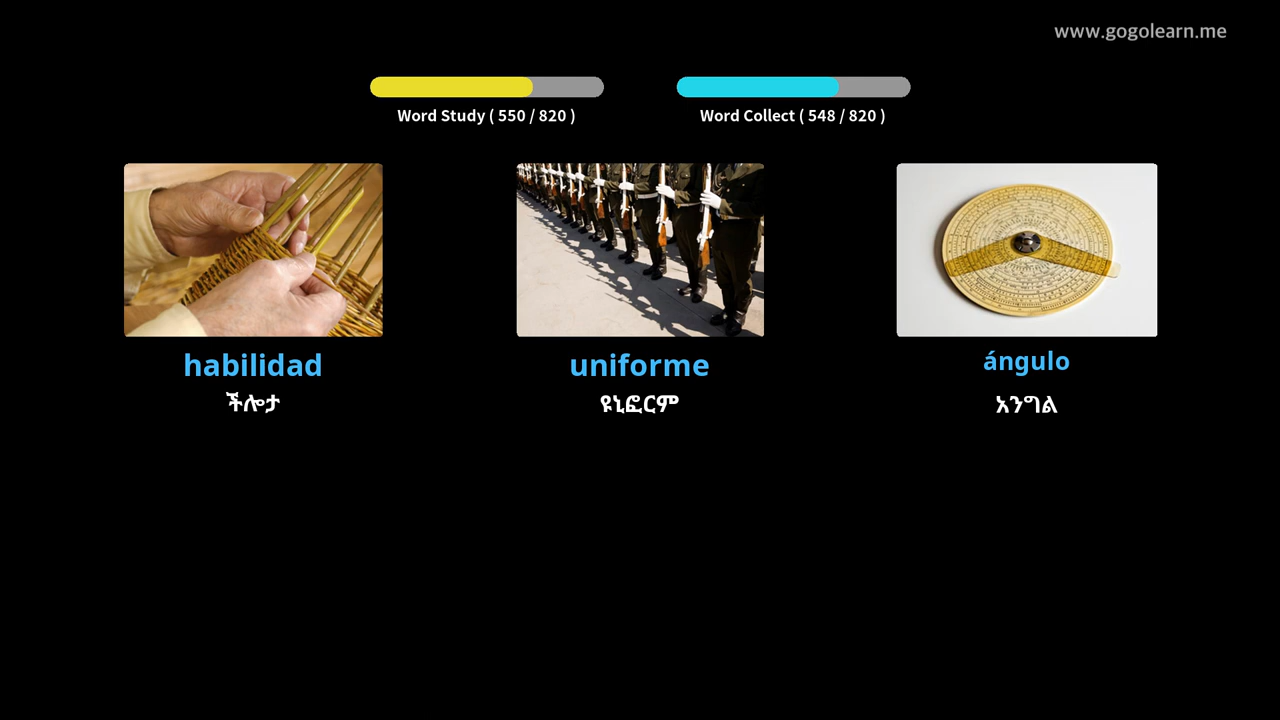 www.gogolearn.me
Word Study ( 550 / 820 )
Word Collect ( 548 / 820 )
habilidad
ችሎታ
uniforme
ዩኒፎርም
ángulo
አንግል